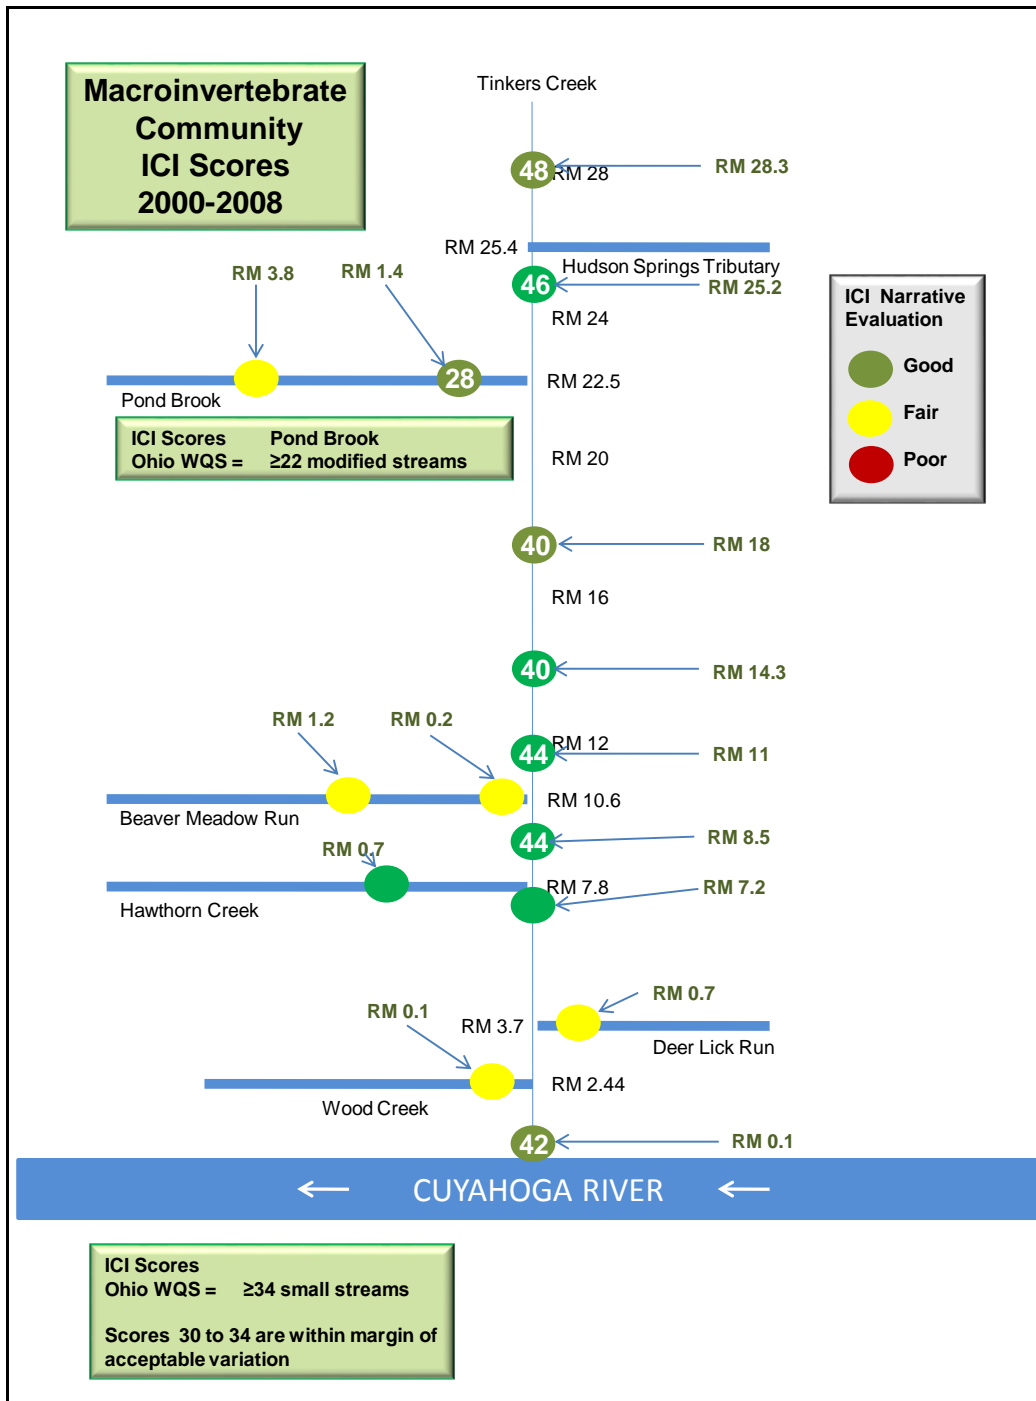 Macroinvertebrate
Community
ICI Scores
2000-2008
Tinkers Creek
48
RM 28
RM 28.3
RM 25.4
Hudson Springs Tributary
RM 3.8
RM 1.4
46
RM 25.2
RM 24
ICI Narrative
Evaluation
Good
Fair
Poor
28
RM 22.5
Pond Brook
ICI Scores Pond Brook
Ohio WQS = ≥22 modified streams
RM 20
40
RM 18
RM 16
40
RM 14.3
RM 1.2
RM 0.2
RM 12
44
RM 11
RM 10.6
Beaver Meadow Run
44
RM 8.5
RM 0.7
RM 7.8
RM 7.2
Hawthorn Creek
RM 0.7
RM 0.1
RM 3.7
Deer Lick Run
RM 2.44
Wood Creek
42
RM 0.1
CUYAHOGA RIVER
ICI Scores
Ohio WQS = ≥34 small streams
Scores 30 to 34 are within margin of
acceptable variation